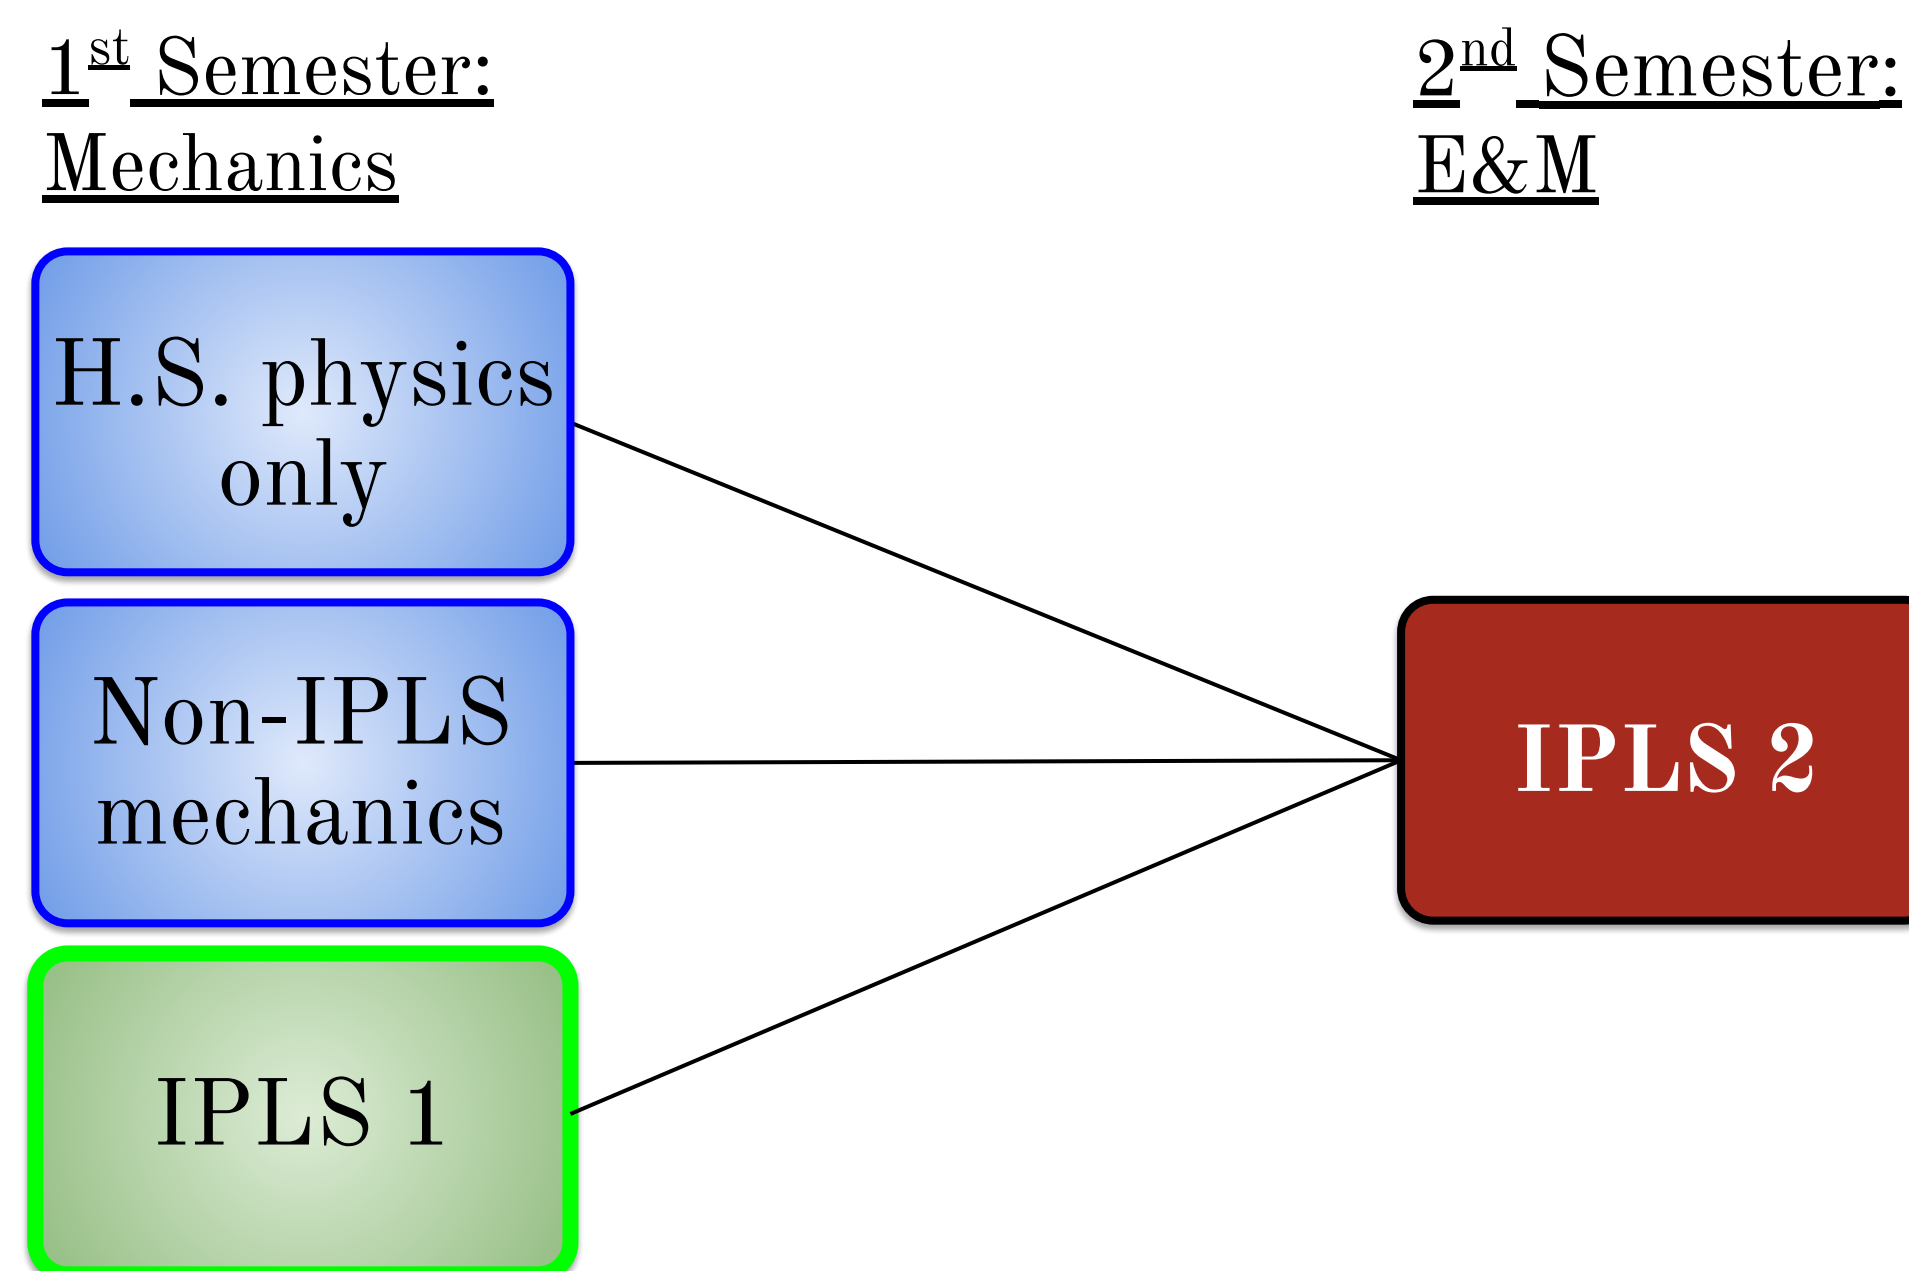 1st Semester:
Mechanics
2nd Semester:
E&M
H.S. physics
only
Non-IPLS
mechanics
IPLS 1
IPLS 2